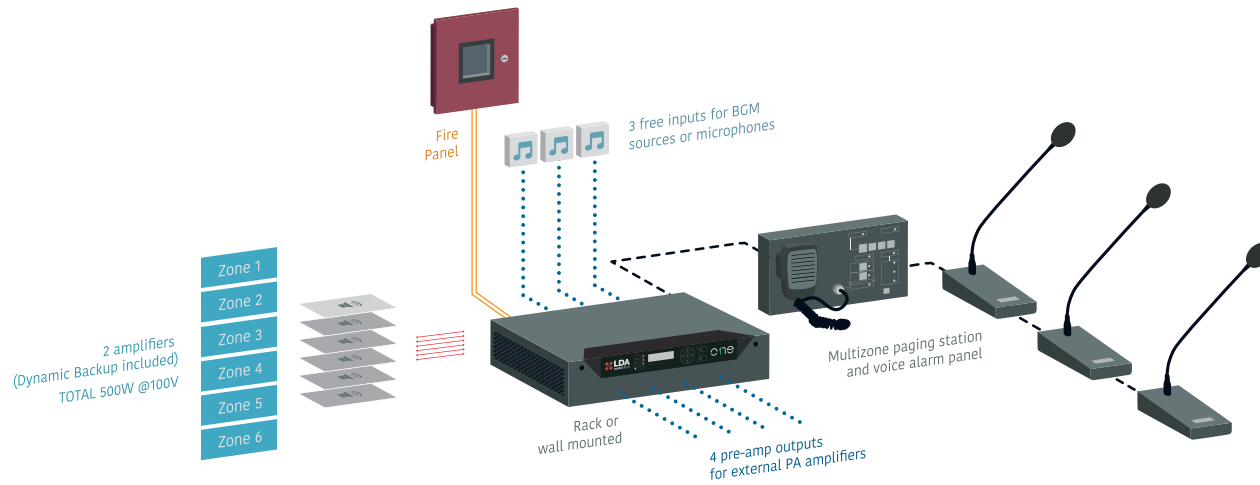 Fire
Panel
3 free inputs for BGM
sources or microphones
Zone 1
Zone 2
Zone 3
Zone 4
Zone 5
Zone 6
2 amplifiers
(Dynamic Backup included)
TOTAL 500W @100V
LDA
one
Rack or
wall mounted
Multizone paging station
and voice alarm panel
4 pre-amp outputs
for external PA amplifiers